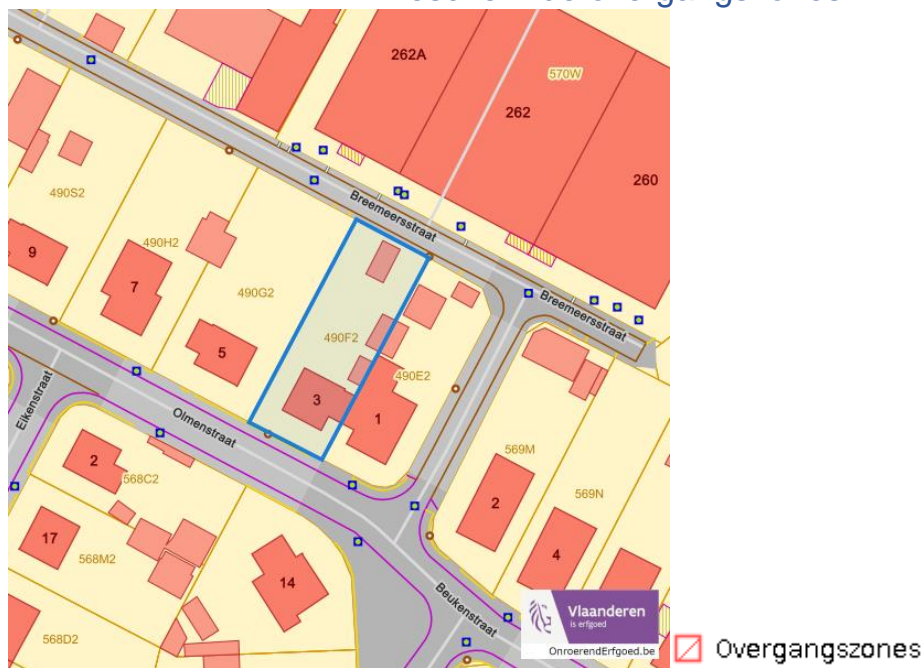 262A
570W
262
260
Breemeersstraat
490S2
490H2
9
7
490G2
5
490F2
490E2
3
1
Breemeersstraat
Eikenstraat
Olmenstraat
2
568C2
17
568M2
14
568D2
569M
2
569N
4
Beukenstraat
Vlaanderen
is erfgoed
OnroerendErfgoed.be
Overgangszones